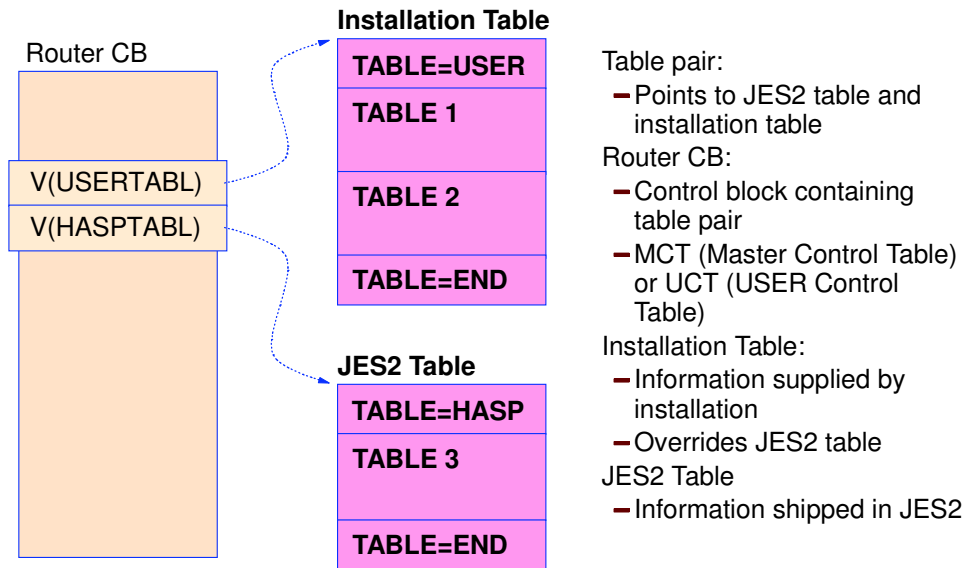 Router CB
V(USERTABL)
V(HASPTABL)
Installation Table
TABLE=USER
TABLE 1
TABLE 2
TABLE=END
JES2 Table
TABLE=HASP
TABLE 3
TABLE=END
Table pair:
–Points to JES2 table and
installation table
Router CB:
–Control block containing
table pair
–MCT (Master Control Table)
or UCT (USER Control
Table)
Installation Table:
–Information supplied by
installation
–Overrides JES2 table
JES2 Table
–Information shipped in JES2